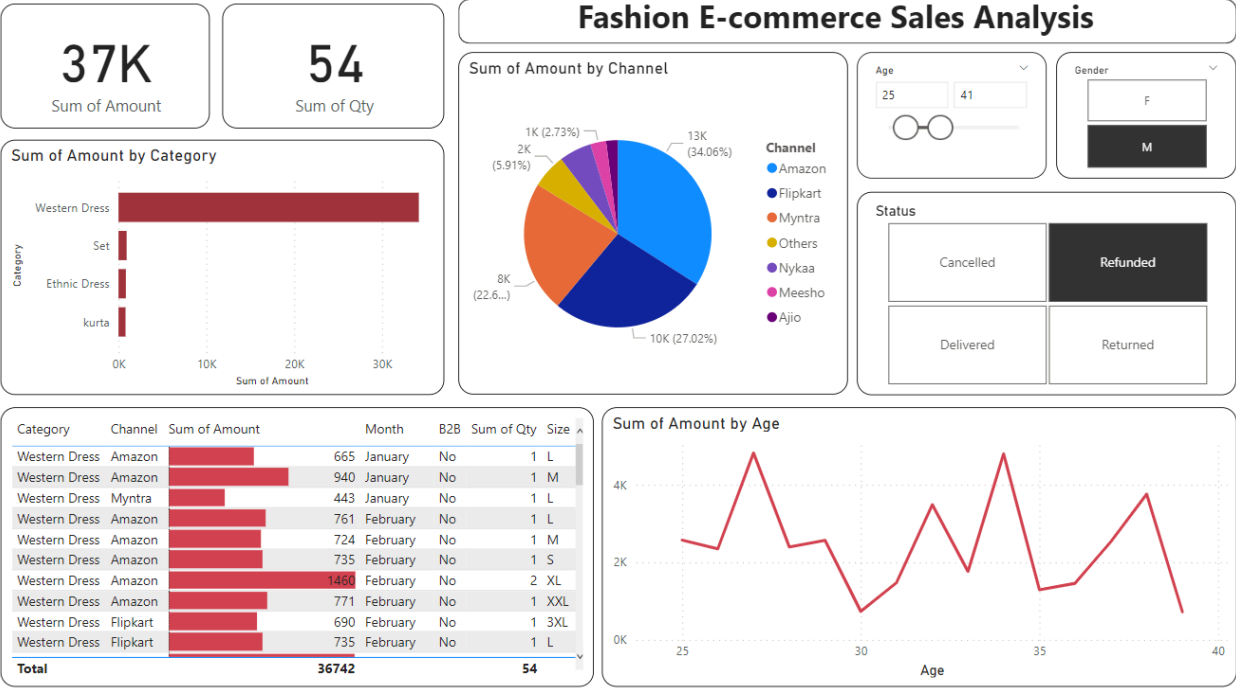 37K
Sum of Amount
54
Sum of Qty
Fashion E-commerce Sales Analysis
Sum of Amount by Category
Category
Western Dress
Set
Ethnic Dress
kurta
0K 10K 20K 30K
Sum of Amount
Sum of Amount by Channel
1K (2.73%)
2K
(5.91%)
8K
(22.6...)
13K
(34.06%)
10K (27.02%)
Channel
Amazon
Flipkart
Myntra
Others
Nykaa
Meesho
Ajio
Age
25 41
Gender
F
M
Status
Cancelled Refunded
Delivered Returned
Category Channel Sum of Amount Month B2B Sum of Qty Size
Western Dress Amazon 665 January No 1 L
Western Dress Amazon 940 January No 1 M
Western Dress Myntra 443 January No 1 L
Western Dress Amazon 761 February No 1 L
Western Dress Amazon 724 February No 1 M
Western Dress Amazon 735 February No 1 S
Western Dress Amazon 1460 February No 2 XL
Western Dress Amazon 771 February No 1 XXL
Western Dress Flipkart 690 February No 1 3XL
Western Dress Flipkart 735 February No 1 L
Total 36742 54
Sum of Amount by Age
4K
2K
0K
25 30 35 40
Age